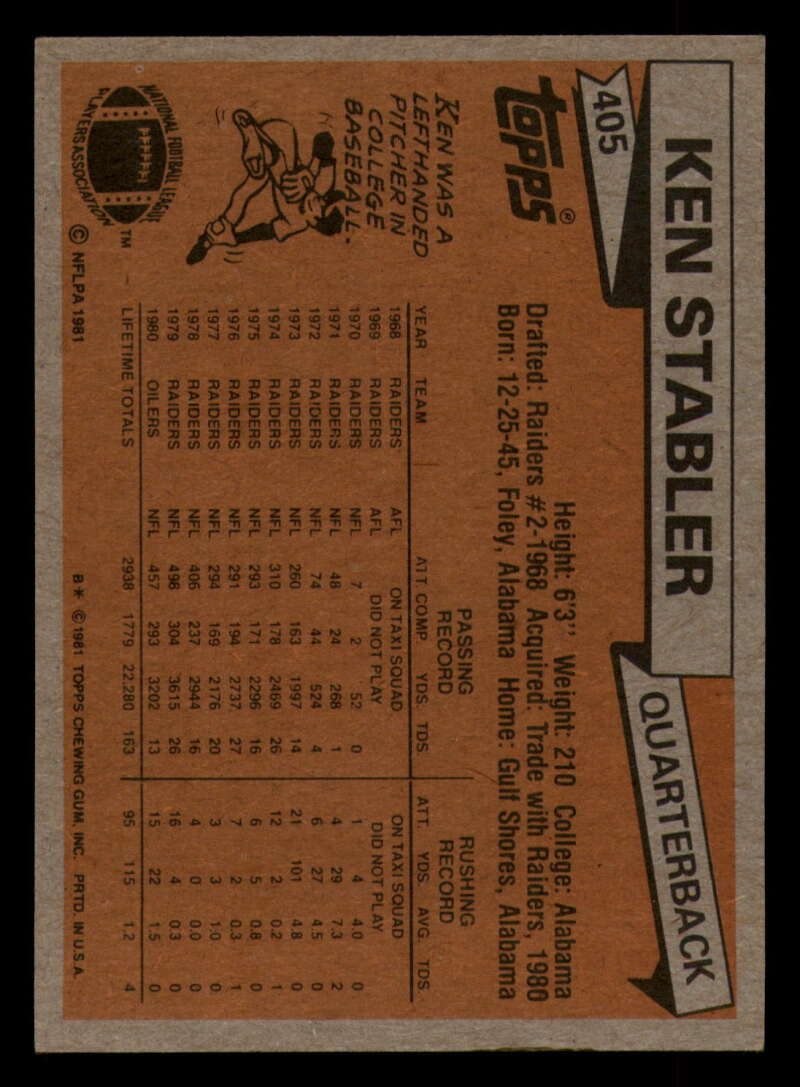 KEN STABLER
QUARTERBACK
405
TOPPS®
Height: 6'3" Weight: 210 College: Alabama
Drafted: Raiders #2-1968 Acquired: Trade with Raiders, 1980
Born: 12-25-45, Foley, Alabama Home: Gulf Shores, Alabama
KEN WAS A
LEFTHANDED
PITCHER IN
COLLEGE
BASEBALL.
PASSING RECORD RUSHING RECORD
YEAR TEAM ATT. COMP. YDS. TDS. ATT. YDS. AVG. TDS.
1968 RAIDERS AFL ON TAXI SQUAD ON TAXI SQUAD
1969 RAIDERS AFL DID NOT PLAY DID NOT PLAY
1970 RAIDERS NFL 7 2 52 0 1 4 4.0 0
1971 RAIDERS NFL 48 24 268 1 4 29 7.3 2
1972 RAIDERS NFL 74 44 524 4 6 27 4.5 0
1973 RAIDERS NFL 260 163 1997 14 21 101 4.8 0
1974 RAIDERS NFL 310 178 2469 26 12 2 0.2 1
1975 RAIDERS NFL 293 171 2296 16 6 5 0.8 0
1976 RAIDERS NFL 291 194 2737 27 7 2 0.3 1
1977 RAIDERS NFL 294 169 2176 20 3 3 1.0 0
1978 RAIDERS NFL 406 237 2944 16 4 0 0.0 0
1979 RAIDERS NFL 498 304 3615 26 16 4 0.3 0
1980 OILERS NFL 457 293 3202 13 15 22 1.5 0
LIFETIME TOTALS 2938 1779 22,280 163 95 115 1.2 4
NATIONAL FOOTBALL LEAGUE
PLAYERS ASSOCIATION
TM
© NFLPA 1981
B* ©1981 TOPPS CHEWING GUM, INC. PRTD. IN U.S.A.